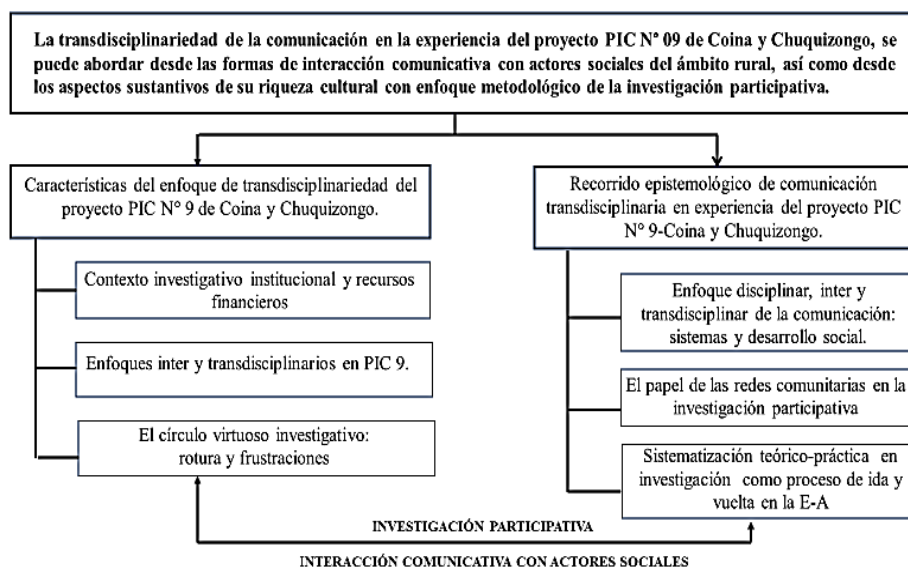 La transdisciplinariedad de la comunicación en la experiencia del proyecto PIC N° 09 de Coina y Chuquizongo, se
puede abordar desde las formas de interacción comunicativa con actores sociales del ámbito rural, así como desde
los aspectos sustantivos de su riqueza cultural con enfoque metodológico de la investigación participativa.
Características del enfoque de transdisciplinariedad del
proyecto PIC N° 9 de Coina y Chuquizongo.
Contexto investigativo institucional y recursos
financieros
Enfoques inter y transdisciplinarios en PIC 9.
El círculo virtuoso investigativo:
rotura y frustraciones
Recorrido epistemológico de comunicación
transdisciplinaria en experiencia del proyecto PIC
N° 9-Coina y Chuquizongo.
Enfoque disciplinar, inter y
transdisciplinar de la comunicación:
sistemas y desarrollo social.
El papel de las redes comunitarias en la
investigación participativa
Sistematización teórico-práctica en
investigación como proceso de ida y
vuelta en la E-A
INVESTIGACIÓN PARTICIPATIVA
INTERACCIÓN COMUNICATIVA CON ACTORES SOCIALES